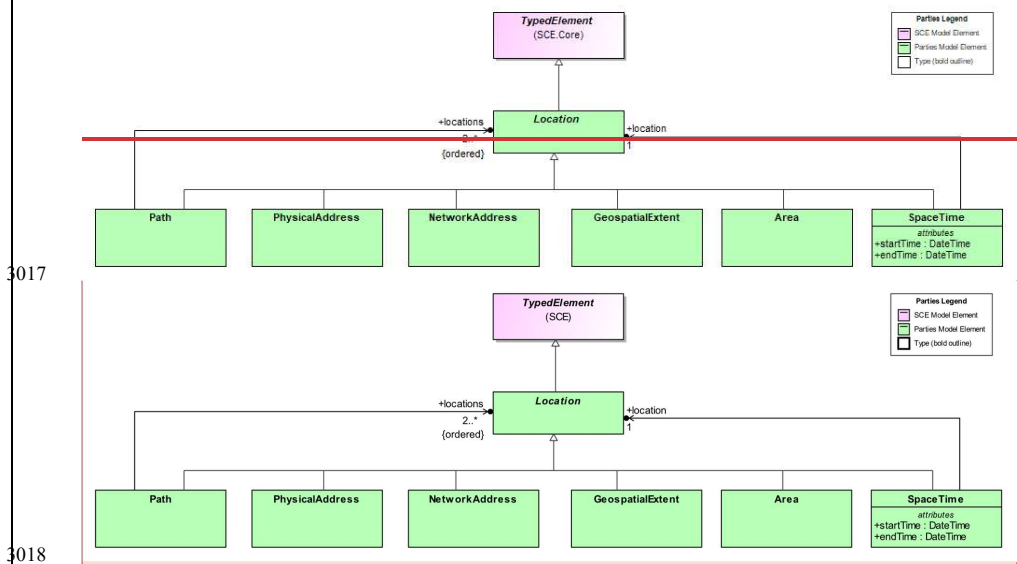 TypedElement
(SCE.Core)
Parties Legend
SCE Model Element
Parties Model Element
Type (bold outline)
Location
+locations
2..*
{ordered}
+location
1
Path
PhysicalAddress
NetworkAddress
GeospatialExtent
Area
SpaceTime
attributes
+startTime : DateTime
+endTime : DateTime
3017
TypedElement
(SCE)
Parties Legend
SCE Model Element
Parties Model Element
Type (bold outline)
Location
+locations
2..*
{ordered}
+location
1
Path
PhysicalAddress
NetworkAddress
GeospatialExtent
Area
SpaceTime
attributes
+startTime : DateTime
+endTime : DateTime
3018